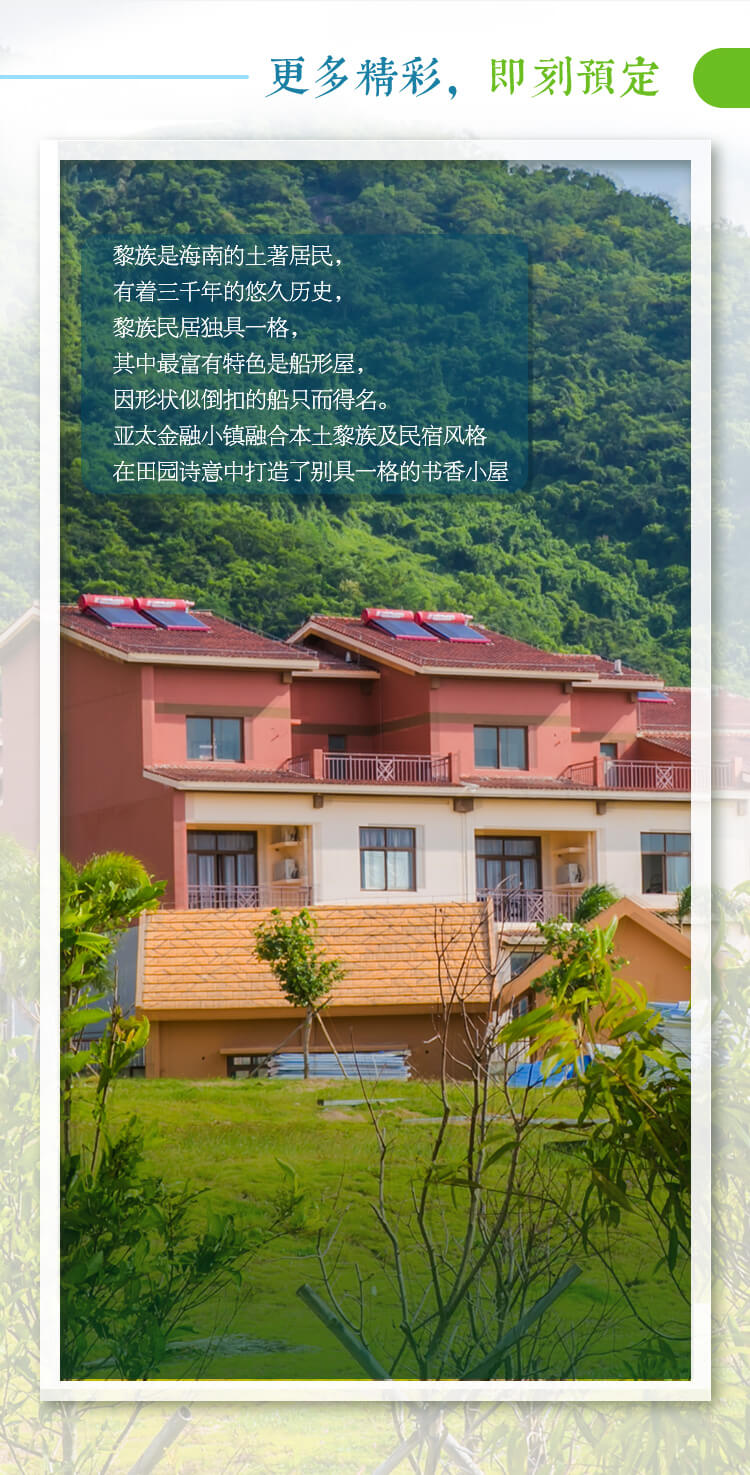 更多精彩，即刻預定
黎族是海南的土著居民，
有着三千年的悠久历史，
黎族民居独具一格，
其中最富有特色是船形屋，
因形状似倒扣的船只而得名。
亚太金融小镇融合本土黎族及民宿风格
在田园诗意中打造了别具一格的书香小屋